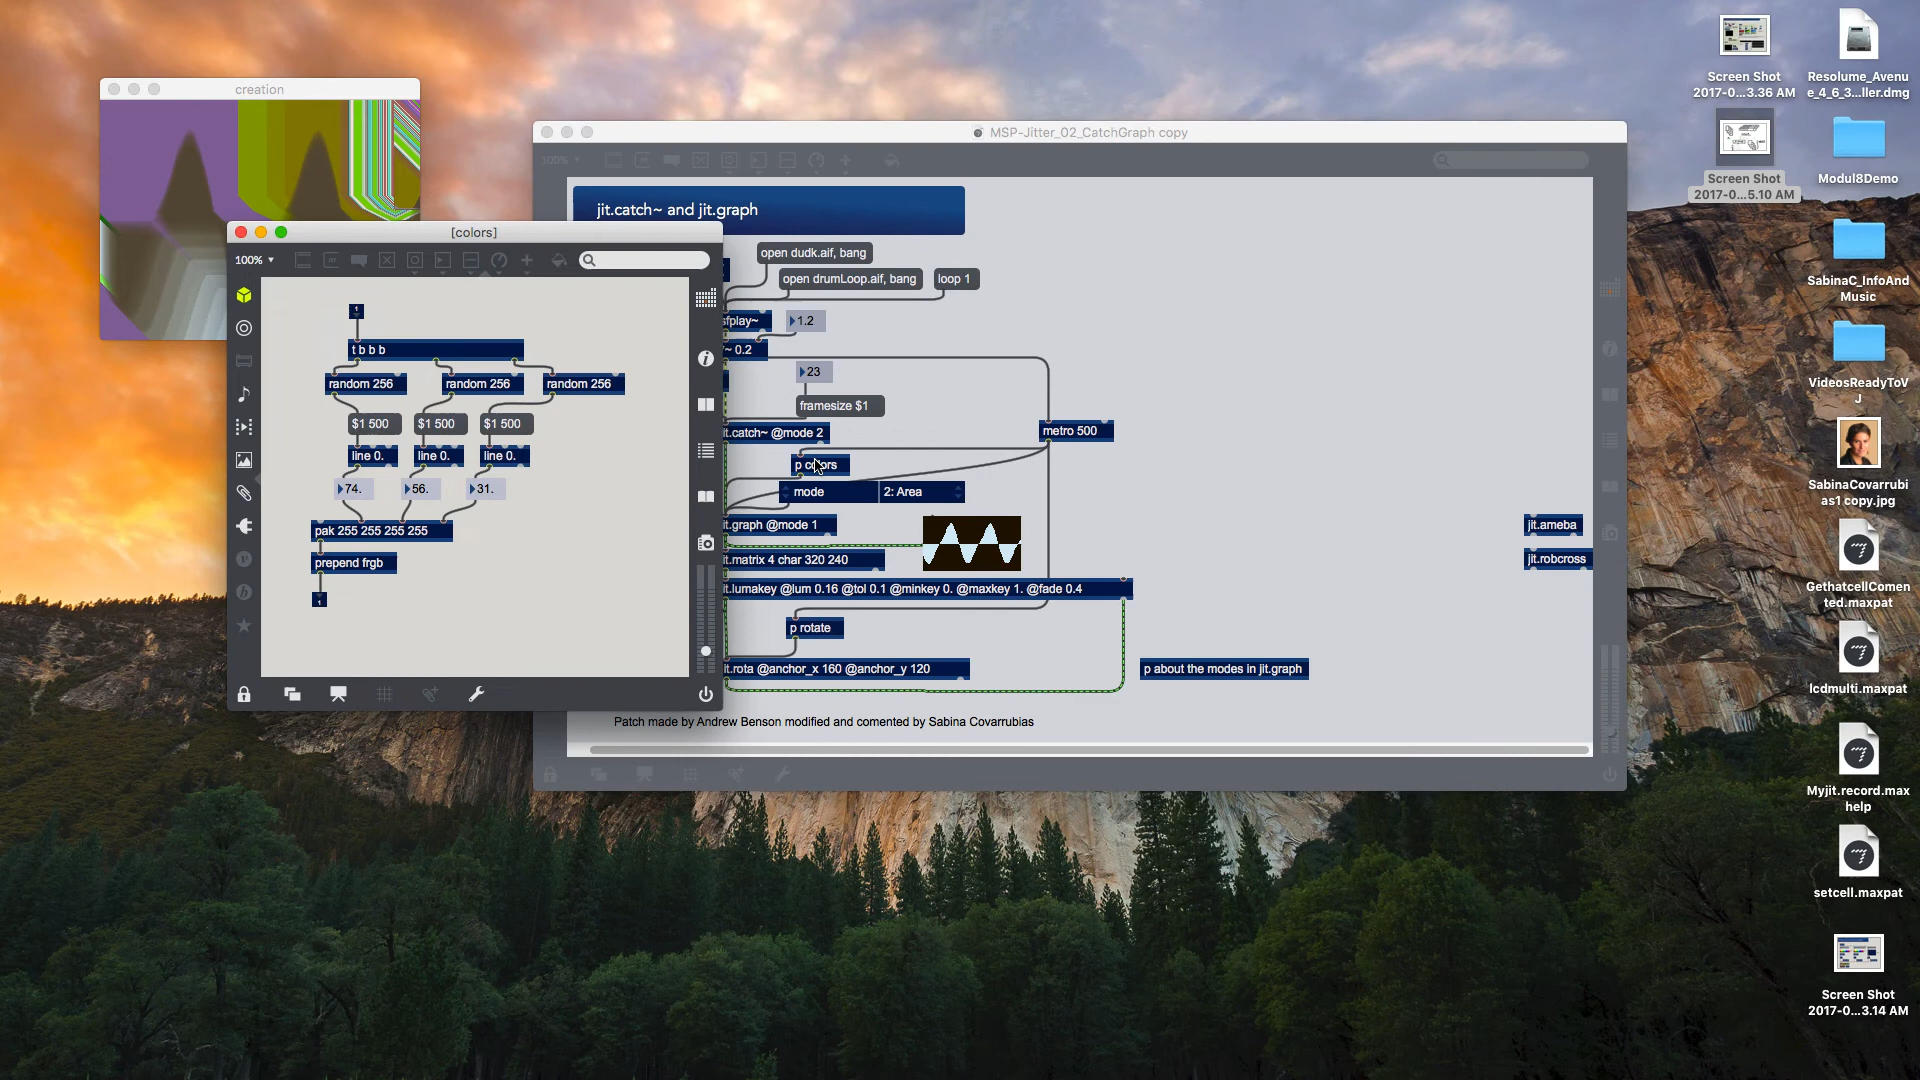 creation
MSP-Jitter_02_CatchGraph copy
100%
jit.catch~ and jit.graph
open dudk.aif, bang
open drumLoop.aif, bang
loop 1
sfplay~
1.2
~ 0.2
23
framesize $1
it.catch~ @mode 2
metro 500
p colors
mode
2: Area
it.graph @mode 1
it.matrix 4 char 320 240
it.lumakey @lum 0.16 @tol 0.1 @minkey 0. @maxkey 1. @fade 0.4
p rotate
it.rota @anchor_x 160 @anchor_y 120
p about the modes in jit.graph
Patch made by Andrew Benson modified and comented by Sabina Covarrubias
jit.ameba
jit.robcross
[colors]
100%
1
t b b b
random 256
random 256
random 256
$1 500
$1 500
$1 500
line 0.
line 0.
line 0.
74.
56.
31.
pak 255 255 255 255
prepend frgb
1
Screen Shot
2017-0...3.36 AM
Resolume_Avenu
e_4_6_3...ller.dmg
Screen Shot
2017-0...5.10 AM
Modul8Demo
SabinaC_InfoAnd
Music
VideosReadyToV
J
SabinaCovarrubi
as1 copy.jpg
GethatcellComen
ted.maxpat
lcdmulti.maxpat
Myjit.record.max
help
setcell.maxpat
Screen Shot
2017-0...3.14 AM